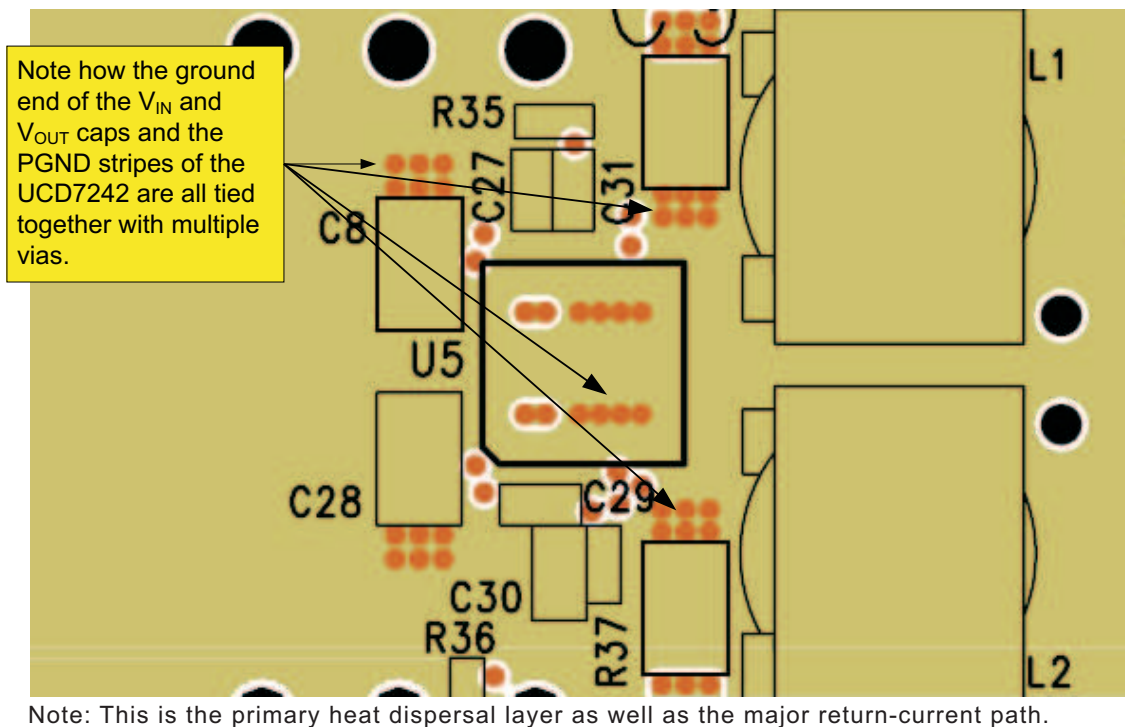 Note how the ground
end of the VIN and
VOUT caps and the
PGND stripes of the
UCD7242 are all tied
together with multiple
vias.
L1
R35
C27
C31
C8
U5
C28
C29
C30
R36
R37
L2
Note: This is the primary heat dispersal layer as well as the major return-current path.